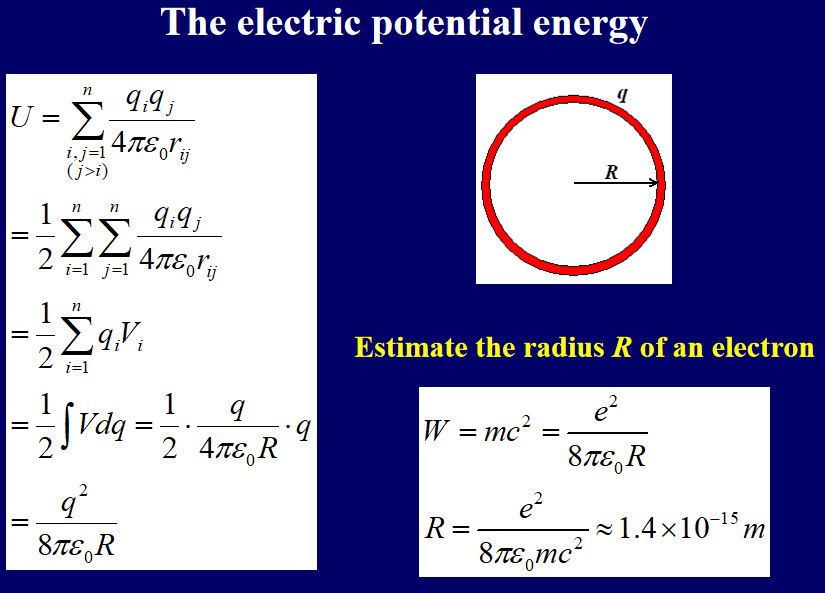 The electric potential energy
U = \sum_{i,j=1 (j>i)}^{n} \frac{q_i q_j}{4\pi\varepsilon_0 r_{ij}}
= \frac{1}{2} \sum_{i=1}^{n} \sum_{j=1}^{n} \frac{q_i q_j}{4\pi\varepsilon_0 r_{ij}}
= \frac{1}{2} \sum_{i=1}^{n} q_i V_i
= \frac{1}{2} \int V dq = \frac{1}{2} \cdot \frac{q}{4\pi\varepsilon_0 R} \cdot q
= \frac{q^2}{8\pi\varepsilon_0 R}
q
R
Estimate the radius R of an electron
W = mc^2 = \frac{e^2}{8\pi\varepsilon_0 R}
R = \frac{e^2}{8\pi\varepsilon_0 mc^2} \approx 1.4 \times 10^{-15} m